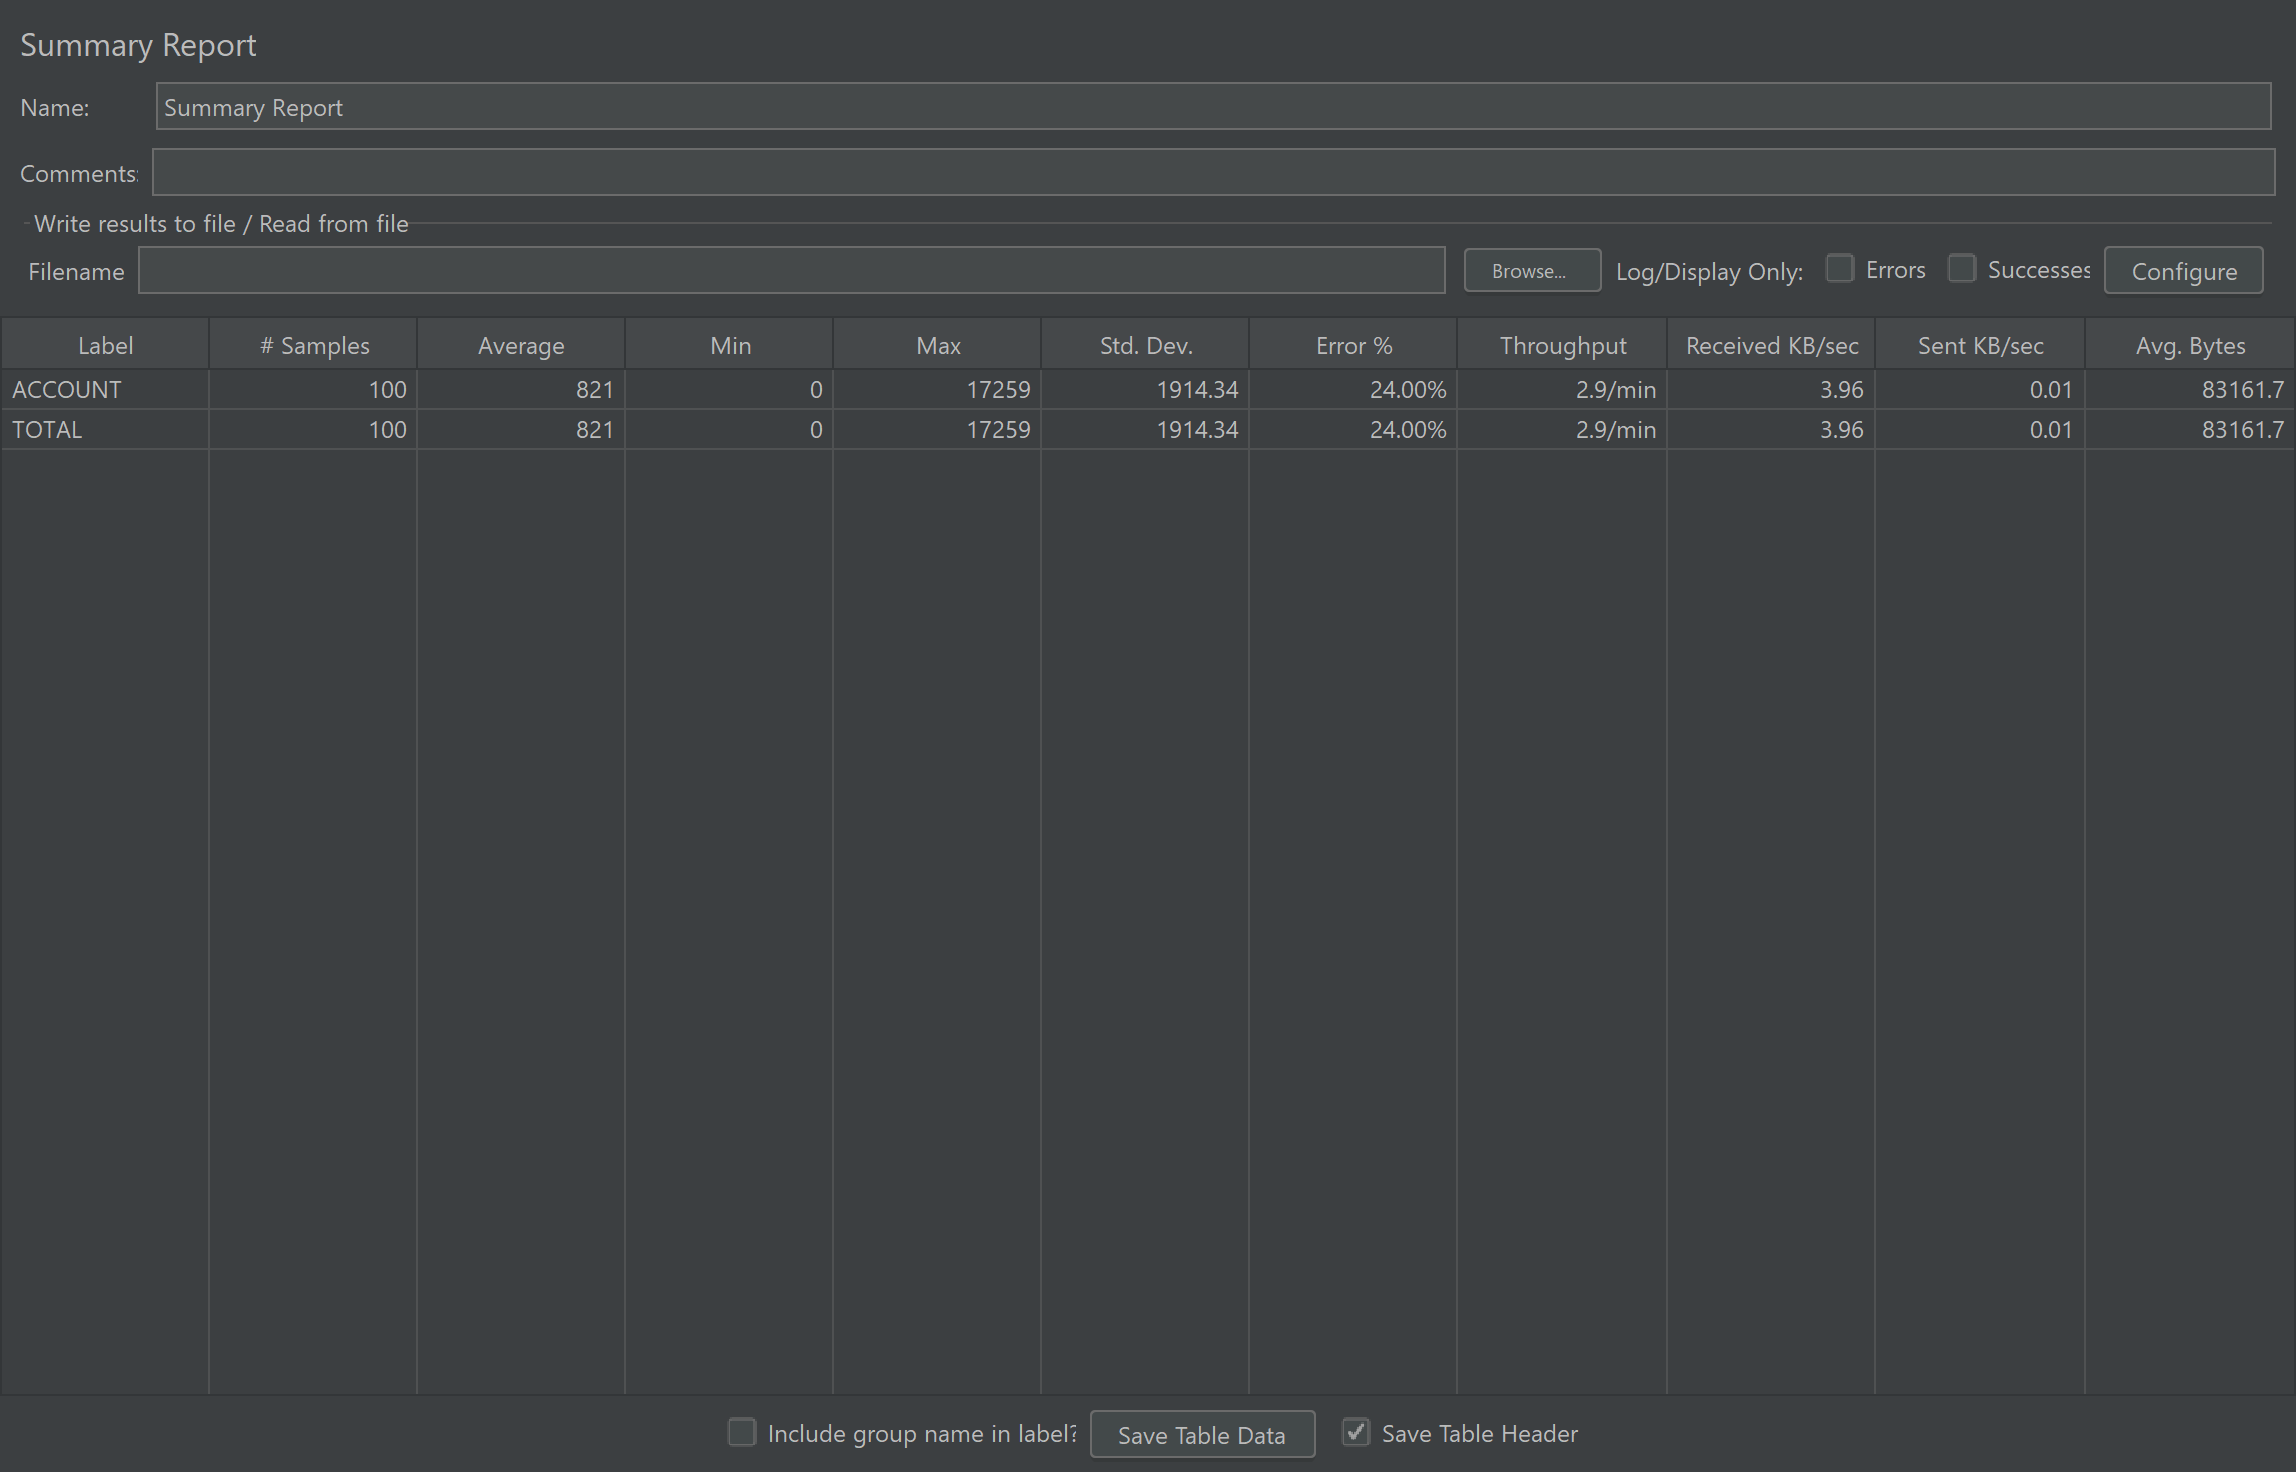 Summary Report
Name: Summary Report
Comments:
Write results to file / Read from file
Filename Browse... Log/Display Only: Errors Successes Configure
Label # Samples Average Min Max Std. Dev. Error % Throughput Received KB/sec Sent KB/sec Avg. Bytes
ACCOUNT 100 821 0 17259 1914.34 24.00% 2.9/min 3.96 0.01 83161.7
TOTAL 100 821 0 17259 1914.34 24.00% 2.9/min 3.96 0.01 83161.7
Include group name in label? Save Table Data Save Table Header